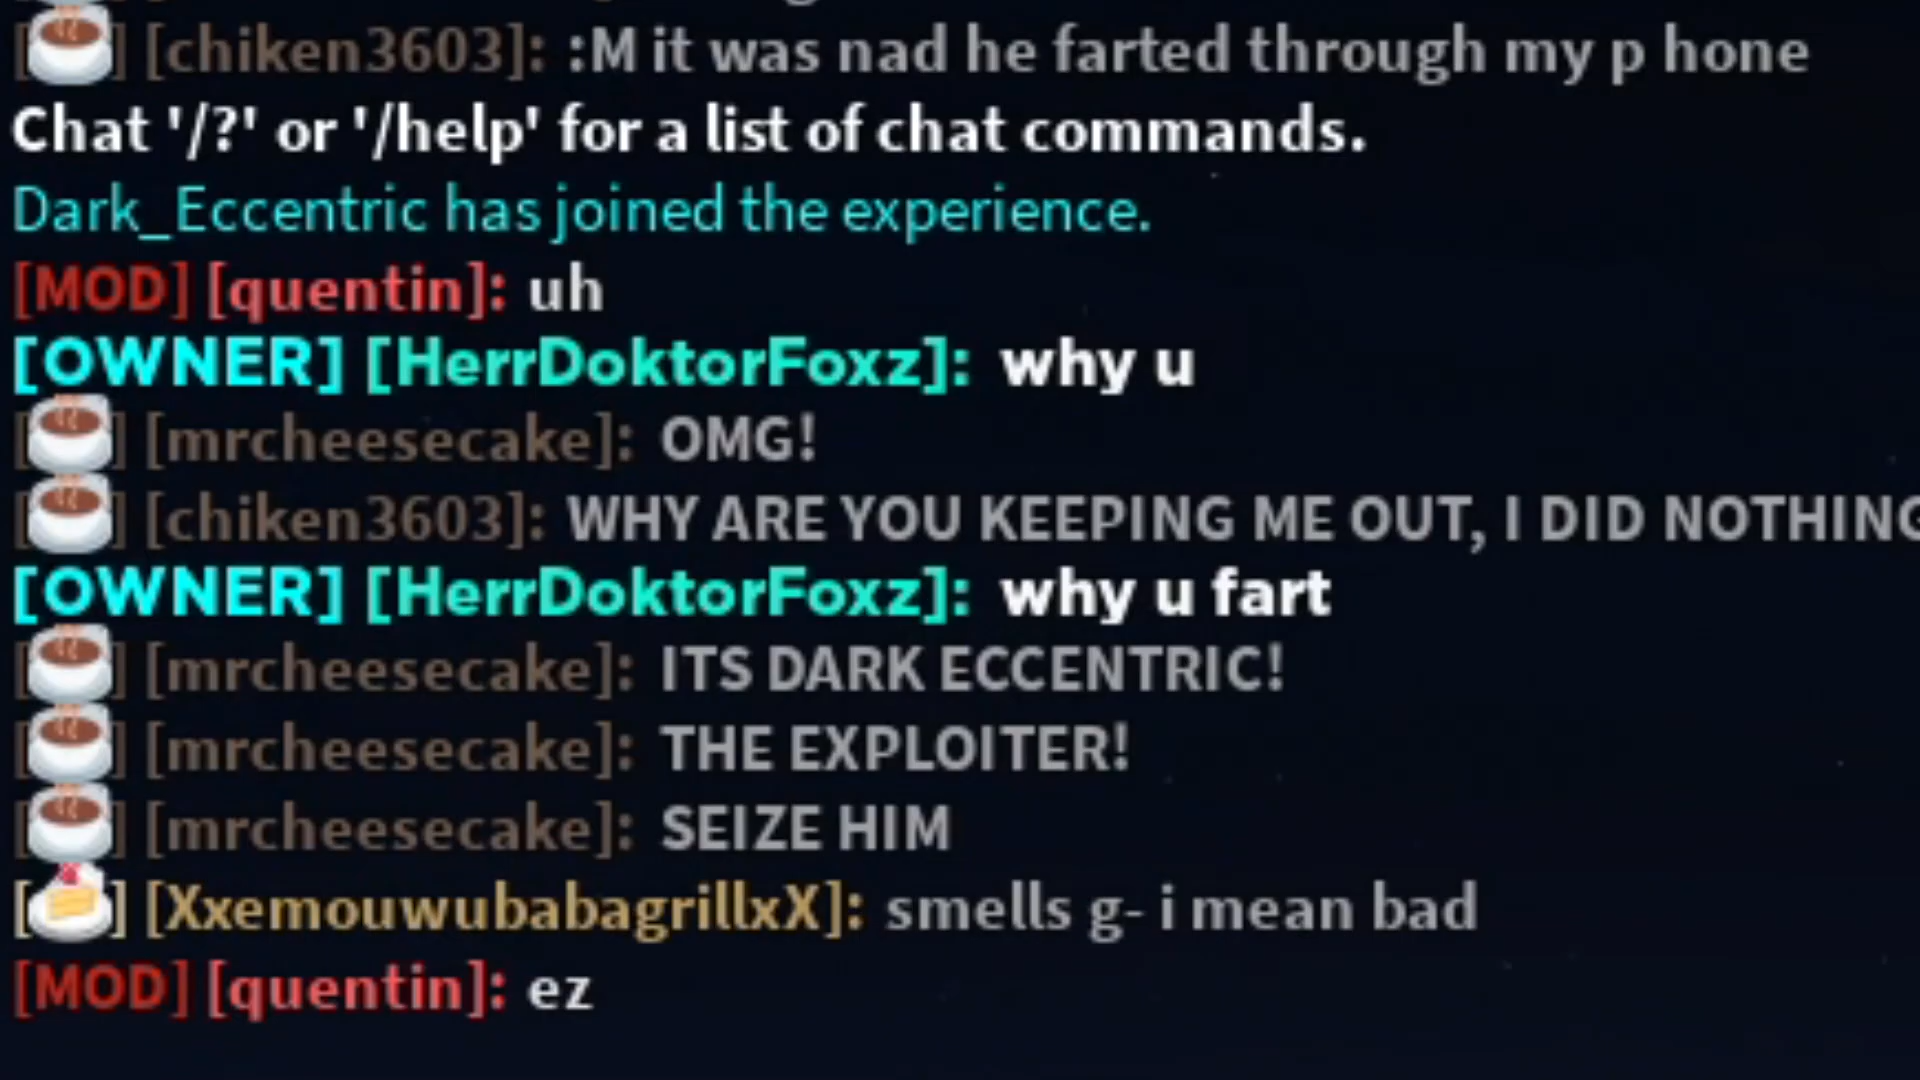 [] [chiken3603]: :M it was nad he farted through my p hone
Chat '/?' or '/help' for a list of chat commands.
Dark_Eccentric has joined the experience.
[MOD] [quentin]: uh
[OWNER] [HerrDoktorFoxz]: why u
[] [mrcheesecake]: OMG!
[] [chiken3603]: WHY ARE YOU KEEPING ME OUT, I DID NOTHING
[OWNER] [HerrDoktorFoxz]: why u fart
[] [mrcheesecake]: ITS DARK ECCENTRIC!
[] [mrcheesecake]: THE EXPLOITER!
[] [mrcheesecake]: SEIZE HIM
[] [XxemouwubabagrillxX]: smells g- i mean bad
[MOD] [quentin]: ez